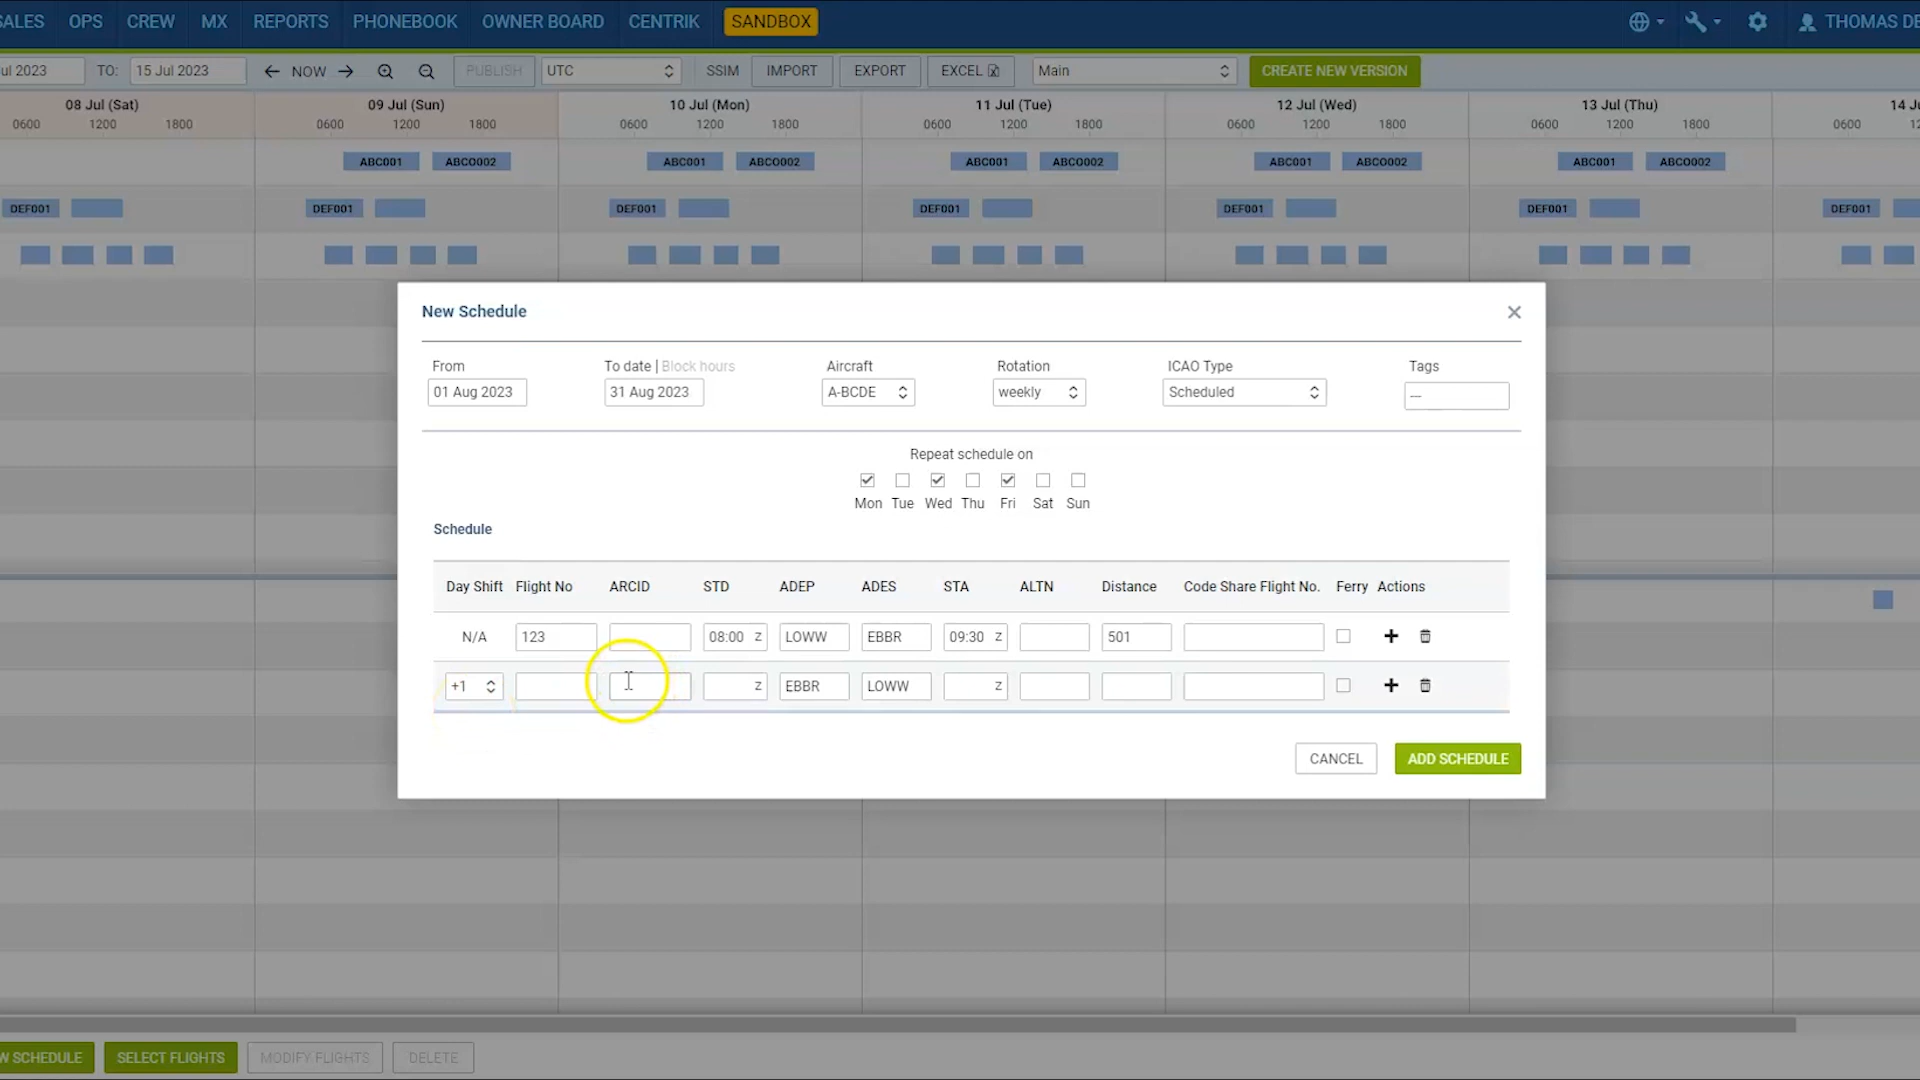 SALES OPS CREW MX REPORTS PHONEBOOK OWNER BOARD CENTRIK SANDBOX THOMAS DE
ul 2023 TO: 15 Jul 2023 NOW PUBLISH UTC SSIM IMPORT EXPORT EXCEL Main CREATE NEW VERSION
08 Jul (Sat) 09 Jul (Sun) 10 Jul (Mon) 11 Jul (Tue) 12 Jul (Wed) 13 Jul (Thu) 14 Ju
0600 1200 1800 0600 1200 1800 0600 1200 1800 0600 1200 1800 0600 1200 1800 0600 1200 1800 0600 12
ABC001 ABCO002 ABC001 ABCO002 ABC001 ABCO002 ABC001 ABCO002 ABC001 ABCO002
DEF001 DEF001 DEF001 DEF001 DEF001 DEF001 DEF001
New Schedule
From To date | Block hours Aircraft Rotation ICAO Type Tags
01 Aug 2023 31 Aug 2023 A-BCDE weekly Scheduled ---
Repeat schedule on
Mon Tue Wed Thu Fri Sat Sun
Schedule
Day Shift Flight No ARCID STD ADEP ADES STA ALTN Distance Code Share Flight No. Ferry Actions
N/A 123 08:00 z LOWW EBBR 09:30 z 501
+1 z EBBR LOWW z
CANCEL ADD SCHEDULE
W SCHEDULE SELECT FLIGHTS MODIFY FLIGHTS DELETE